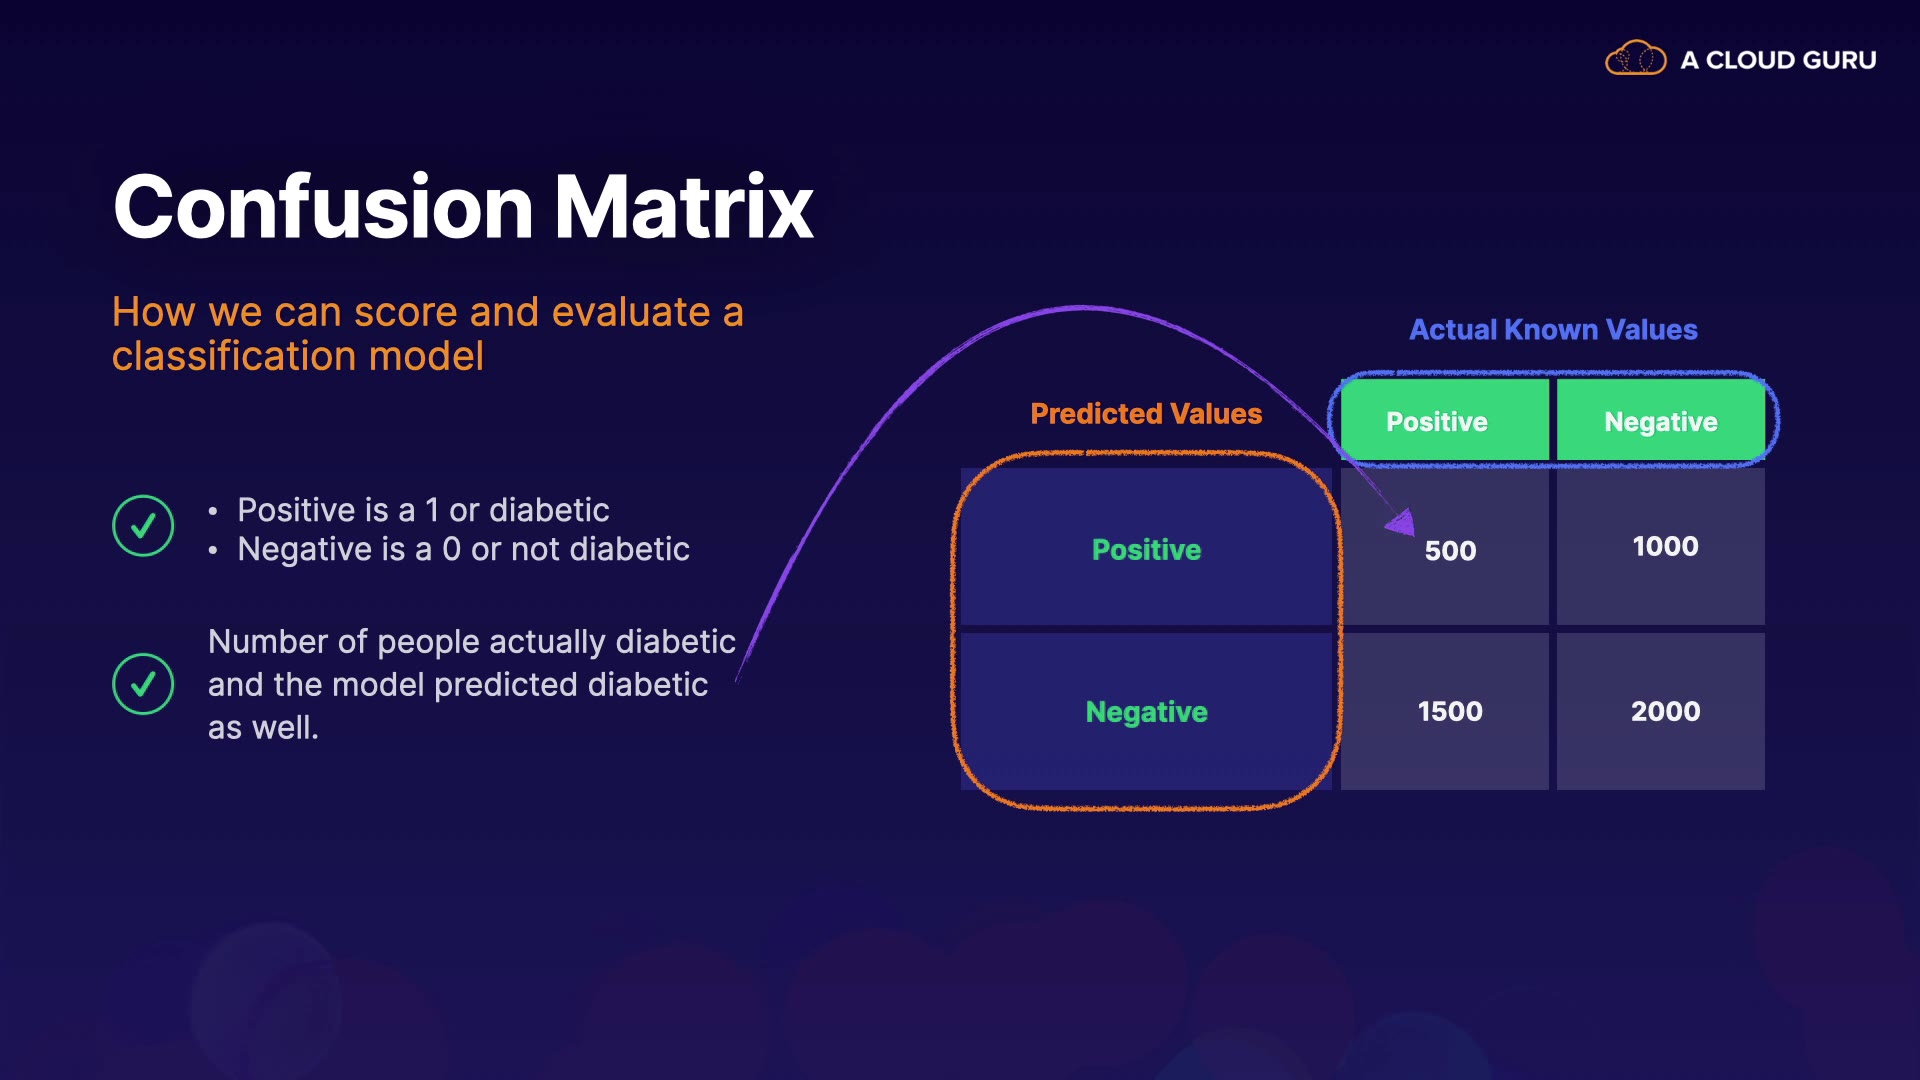 A CLOUD GURU
Confusion Matrix
How we can score and evaluate a
classification model
• Positive is a 1 or diabetic
• Negative is a 0 or not diabetic
Number of people actually diabetic
and the model predicted diabetic
as well.
Actual Known Values
Predicted Values
Positive Negative
Positive 500 1000
Negative 1500 2000